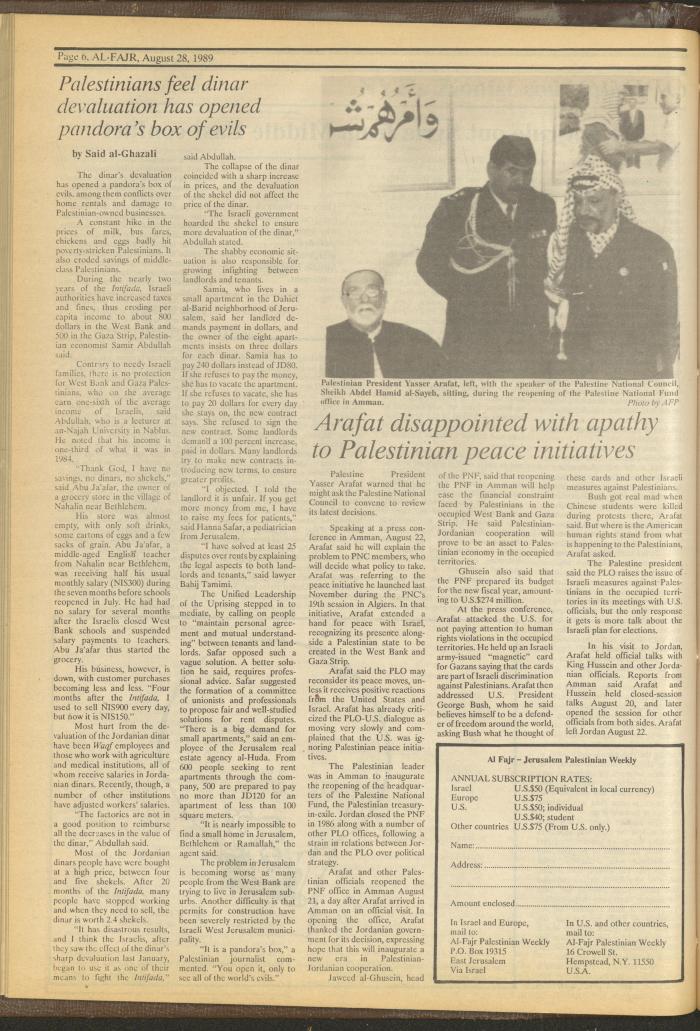 Page 6, AL-FAJR, August 28, 1989
Palestinians feel dinar
devaluation has opened
pandora's box of evils
by Said al-Ghazali
The dinar's devaluation
has opened a pandora's box of
evils, among them conflicts over
home rentals and damage to
Palestinian-owned businesses.
A constant hike in the
prices of milk, bus fares,
chickens and eggs badly hit
poverty-stricken Palestinians. It
also eroded savings of middle-
class Palestinians.
During the nearly two
years of the Intifada, Israeli
authorities have increased taxes
and fines, thus eroding per
capita income to about 800
dollars in the West Bank and
500 in the Gaza Strip, Palestin-
ian economist Samir Abdullah
said.
Contrary to needy Israeli
families, there is no protection
for West Bank and Gaza Pales-
tinians, who on the average
earn one-sixth of the average
income of Israelis, said
Abdullah, who is a lecturer at
an-Najah University in Nablus.
He noted that his income is
one-third of what it was in
1984.
"Thank God, I have no
savings, no dinars, no shekels,"
said Abu Ja'afar, the owner of
a grocery store in the village of
Nahalin near Bethlehem.
His store was almost
empty, with only soft drinks,
some cartons of eggs and a few
sacks of grain. Abu Ja'afar, a
middle-aged English teacher
from Nahalin near Bethlehem,
was receiving half his usual
monthly salary (NIS300) during
the seven months before schools
reopened in July. He had had
no salary for several months
after the Israelis closed West
Bank schools and suspended
salary payments to teachers.
Abu Ja'afar thus started the
grocery.
His business, however, is
down, with customer purchases
becoming less and less. "Four
months after the Intifada, I
used to sell NIS900 every day,
but now it is NIS150."
Most hurt from the de-
valuation of the Jordanian dinar
have been Waqf employees and
those who work with agriculture
and medical institutions, all of
whom receive salaries in Jorda-
nian dinars. Recently, though, a
number of other institutions
have adjusted workers' salaries.
"The factories are not in
a good position to reimburse
all the decreases in the value of
the dinar," Abdullah said.
Most of the Jordanian
dinars people have were bought
at a high price, between four
and five shekels. After 20
months of the Intifada, many
people have stopped working
and when they need to sell, the
dinar is worth 2.4 shekels.
"It has disastrous results,
and I think the Israelis, after
they saw the effect of the dinar's
sharp devaluation last January,
began to use it as one of their
means to fight the Intifada,"
said Abdullah.
The collapse of the dinar
coincided with a sharp increase
in prices, and the devaluation
of the shekel did not affect the
price of the dinar.
"The Israeli government
hoarded the shekel to ensure
more devaluation of the dinar,"
Abdullah stated.
The shabby economic sit-
uation is also responsible for
growing infighting between
landlords and tenants.
Samia, who lives in a
small apartment in the Dahiet
al-Barid neighborhood of Jeru-
salem, said her landlord de-
mands payment in dollars, and
the owner of the eight apart-
ments insists on three dollars
for each dinar. Samia has to
pay 240 dollars instead of JD80.
If she refuses to pay the money,
she has to vacate the apartment.
If she refuses to vacate, she has
to pay 20 dollars for every day
she stays on, the new contract
says. She refused to sign the
new contract. Some landlords
demand a 100 percent increase,
paid in dollars. Many landlords
try to make new contracts in-
troducing new terms, to ensure
greater profits.
"I objected. I told the
landlord it is unfair. If you get
more money from me, I have
to raise my fees for patients,"
said Hanna Safar, a pediatrician
from Jerusalem.
"I have solved at least 25
disputes over rents by explaining
the legal aspects to both land-
lords and tenants," said lawyer
Bahij Tamimi.
The Unified Leadership
of the Uprising stepped in to
mediate, by calling on people
to "maintain personal agree-
ment and mutual understand-
ing" between tenants and land-
lords. Safar opposed such a
vague solution. A better solu-
tion he said, requires profes-
sional advice. Safar suggested
the formation of a committee
of unionists and professionals
to propose fair and well-studied
solutions for rent disputes.
"There is a big demand for
small apartments," said an em-
ployee of the Jerusalem real
estate agency al-Huda. From
600 people seeking to rent
apartments through the com-
pany, 500 are prepared to pay
no more than JD120 for an
apartment of less than 100
square meters.
"It is nearly impossible to
find a small home in Jerusalem,
Bethlehem or Ramallah," the
agent said.
The problem in Jerusalem
is becoming worse as many
people from the West Bank are
trying to live in Jerusalem sub-
urbs. Another difficulty is that
permits for construction have
been severely restricted by the
Israeli West Jerusalem munici-
pality.
"It is a pandora's box," a
Palestinian journalist com-
mented. "You open it, only to
see all of the world's evils."
وَأَمْرُهُمْ شُ
Palestinian President Yasser Arafat, left, with the speaker of the Palestine National Council,
Sheikh Abdel Hamid al-Sayeh, sitting, during the reopening of the Palestine National Fund
office in Amman. Photo by AFP
Arafat disappointed with apathy
to Palestinian peace initiatives
Palestine President
Yasser Arafat warned that he
might ask the Palestine National
Council to convene to review
its latest decisions.
Speaking at a press con-
ference in Amman, August 22,
Arafat said he will explain the
problem to PNC members, who
will decide what policy to take.
Arafat was referring to the
peace initiative he launched last
November during the PNC's
19th session in Algiers. In that
initiative, Arafat extended a
hand for peace with Israel,
recognizing its presence along-
side a Palestinian state to be
created in the West Bank and
Gaza Strip.
Arafat said the PLO may
reconsider its peace moves, un-
less it receives positive reactions
from the United States and
Israel. Arafat has already criti-
cized the PLO-U.S. dialogue as
moving very slowly and com-
plained that the U.S. was ig-
noring Palestinian peace initia-
tives.
The Palestinian leader
was in Amman to inaugurate
the reopening of the headquar-
ters of the Palestine National
Fund, the Palestinian treasury-
in-exile. Jordan closed the PNF
in 1986 along with a number of
other PLO offices, following a
strain in relations between Jor-
dan and the PLO over political
strategy.
Arafat and other Pales-
tinian officials reopened the
PNF office in Amman August
21, a day after Arafat arrived in
Amman on an official visit. In
opening the office, Arafat
thanked the Jordanian govern-
ment for its decision, expressing
hope that this will inaugurate a
new era in Palestinian-
Jordanian cooperation.
Jaweed al-Ghusein, head
of the PNF, said that reopening
the PNF in Amman will help
ease the financial constraint
faced by Palestinians in the
occupied West Bank and Gaza
Strip. He said Palestinian-
Jordanian cooperation will
prove to be an asset to Pales-
tinian economy in the occupied
territories.
Ghusein also said that
the PNF prepared its budget
for the new fiscal year, amount-
ing to U.S.$274 million.
At the press conference,
Arafat attacked the U.S. for
not paying attention to human
rights violations in the occupied
territories. He held up an Israeli
army-issued "magnetic" card
for Gazans saying that the cards
are part of Israeli discrimination
against Palestinians. Arafat then
addressed U.S. President
George Bush, whom he said
believes himself to be a defend-
er of freedom around the world,
asking Bush what he thought of
these cards and other Israeli
measures against Palestinians.
Bush got real mad when
Chinese students were killed
during protests there, Arafat
said. But where is the American
human rights stand from what
is happening to the Palestinians,
Arafat asked.
The Palestine president
said the PLO raises the issue of
Israeli measures against Pales-
tinians in the occupied terri-
tories in its meetings with U.S.
officials, but the only response
it gets is more talk about the
Israeli plan for elections.
In his visit to Jordan,
Arafat held official talks with
King Hussein and other Jorda-
nian officials. Reports from
Amman said Arafat and
Hussein held closed-session
talks August 20, and later
opened the session for other
officials from both sides. Arafat
left Jordan August 22.
Al Fajr – Jerusalem Palestinian Weekly
ANNUAL SUBSCRIPTION RATES:
Israel U.S.$50 (Equivalent in local currency)
Europe U.S.$75
U.S. U.S.$50; individual
U.S.$40; student
Other countries U.S.$75 (From U.S. only.)
Name:
Address:
Amount enclosed
In Israel and Europe,
mail to:
Al-Fajr Palestinian Weekly
P.O. Box 19315
East Jerusalem
Via Israel
In U.S. and other countries,
mail to:
Al-Fajr Palestinian Weekly
16 Crowell St.
Hempstead, N.Y. 11550
U.S.A.